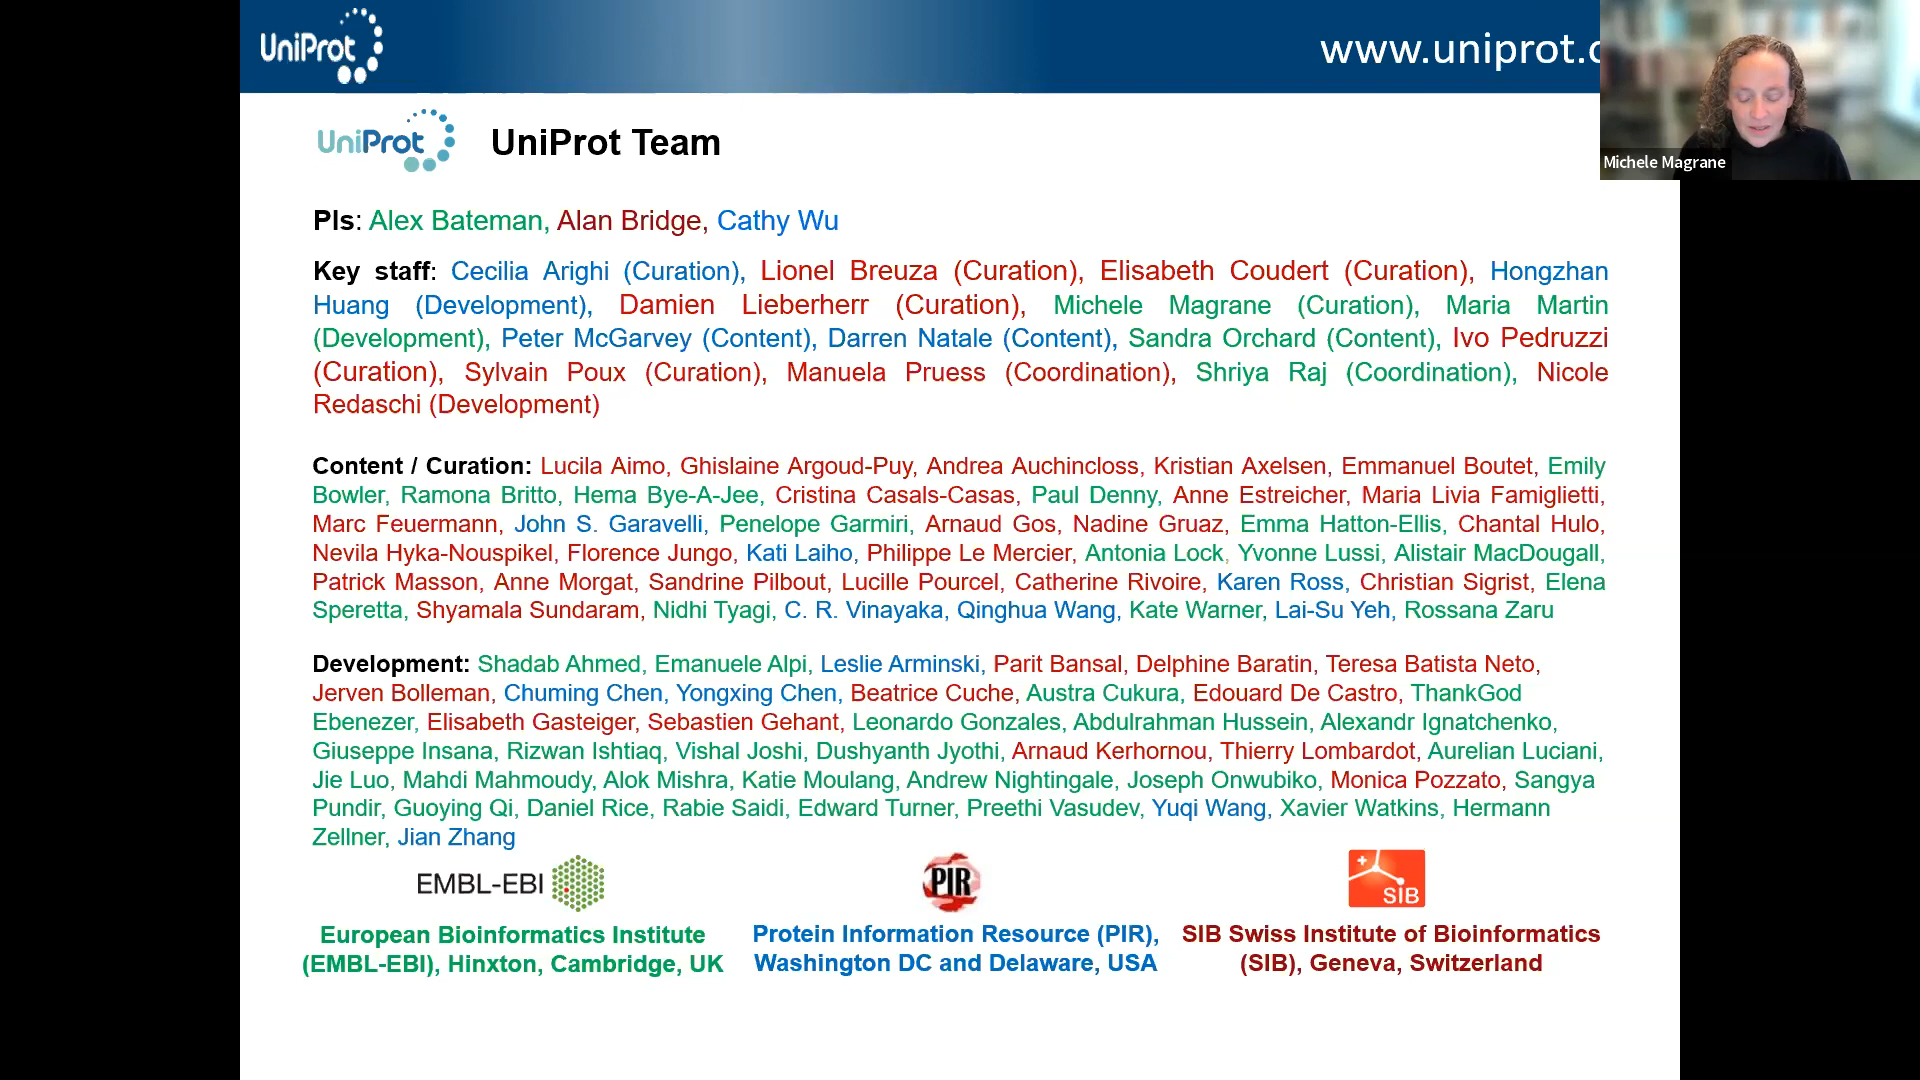 UniProt
www.uniprot.o
Michele Magrane
UniProt
UniProt Team
PIs: Alex Bateman, Alan Bridge, Cathy Wu
Key staff: Cecilia Arighi (Curation), Lionel Breuza (Curation), Elisabeth Coudert (Curation), Hongzhan
Huang (Development), Damien Lieberherr (Curation), Michele Magrane (Curation), Maria Martin
(Development), Peter McGarvey (Content), Darren Natale (Content), Sandra Orchard (Content), Ivo Pedruzzi
(Curation), Sylvain Poux (Curation), Manuela Pruess (Coordination), Shriya Raj (Coordination), Nicole
Redaschi (Development)
Content / Curation: Lucila Aimo, Ghislaine Argoud-Puy, Andrea Auchincloss, Kristian Axelsen, Emmanuel Boutet, Emily
Bowler, Ramona Britto, Hema Bye-A-Jee, Cristina Casals-Casas, Paul Denny, Anne Estreicher, Maria Livia Famiglietti,
Marc Feuermann, John S. Garavelli, Penelope Garmiri, Arnaud Gos, Nadine Gruaz, Emma Hatton-Ellis, Chantal Hulo,
Nevila Hyka-Nouspikel, Florence Jungo, Kati Laiho, Philippe Le Mercier, Antonia Lock, Yvonne Lussi, Alistair MacDougall,
Patrick Masson, Anne Morgat, Sandrine Pilbout, Lucille Pourcel, Catherine Rivoire, Karen Ross, Christian Sigrist, Elena
Speretta, Shyamala Sundaram, Nidhi Tyagi, C. R. Vinayaka, Qinghua Wang, Kate Warner, Lai-Su Yeh, Rossana Zaru
Development: Shadab Ahmed, Emanuele Alpi, Leslie Arminski, Parit Bansal, Delphine Baratin, Teresa Batista Neto,
Jerven Bolleman, Chuming Chen, Yongxing Chen, Beatrice Cuche, Austra Cukura, Edouard De Castro, ThankGod
Ebenezer, Elisabeth Gasteiger, Sebastien Gehant, Leonardo Gonzales, Abdulrahman Hussein, Alexandr Ignatchenko,
Giuseppe Insana, Rizwan Ishtiaq, Vishal Joshi, Dushyanth Jyothi, Arnaud Kerhornou, Thierry Lombardot, Aurelian Luciani,
Jie Luo, Mahdi Mahmoudy, Alok Mishra, Katie Moulang, Andrew Nightingale, Joseph Onwubiko, Monica Pozzato, Sangya
Pundir, Guoying Qi, Daniel Rice, Rabie Saidi, Edward Turner, Preethi Vasudev, Yuqi Wang, Xavier Watkins, Hermann
Zellner, Jian Zhang
EMBL-EBI
PIR
SIB
European Bioinformatics Institute
(EMBL-EBI), Hinxton, Cambridge, UK
Protein Information Resource (PIR),
Washington DC and Delaware, USA
SIB Swiss Institute of Bioinformatics
(SIB), Geneva, Switzerland